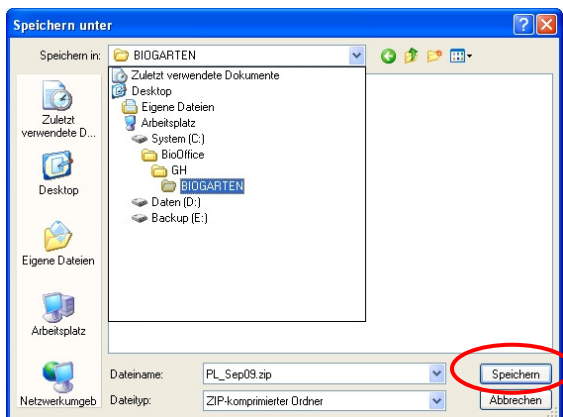 Speichern unter
Speichern in: BIOGARTEN
Zuletzt verwendete Dokumente
Desktop
Eigene Dateien
Arbeitsplatz
System (C:)
BioOffice
GH
BIOGARTEN
Daten (D:)
Backup (E:)
Zuletzt
verwendete D...
Desktop
Eigene Dateien
Arbeitsplatz
Netzwerkumgeb
Dateiname: PL_Sep09.zip Speichern
Dateityp: ZIP-komprimierter Ordner Abbrechen